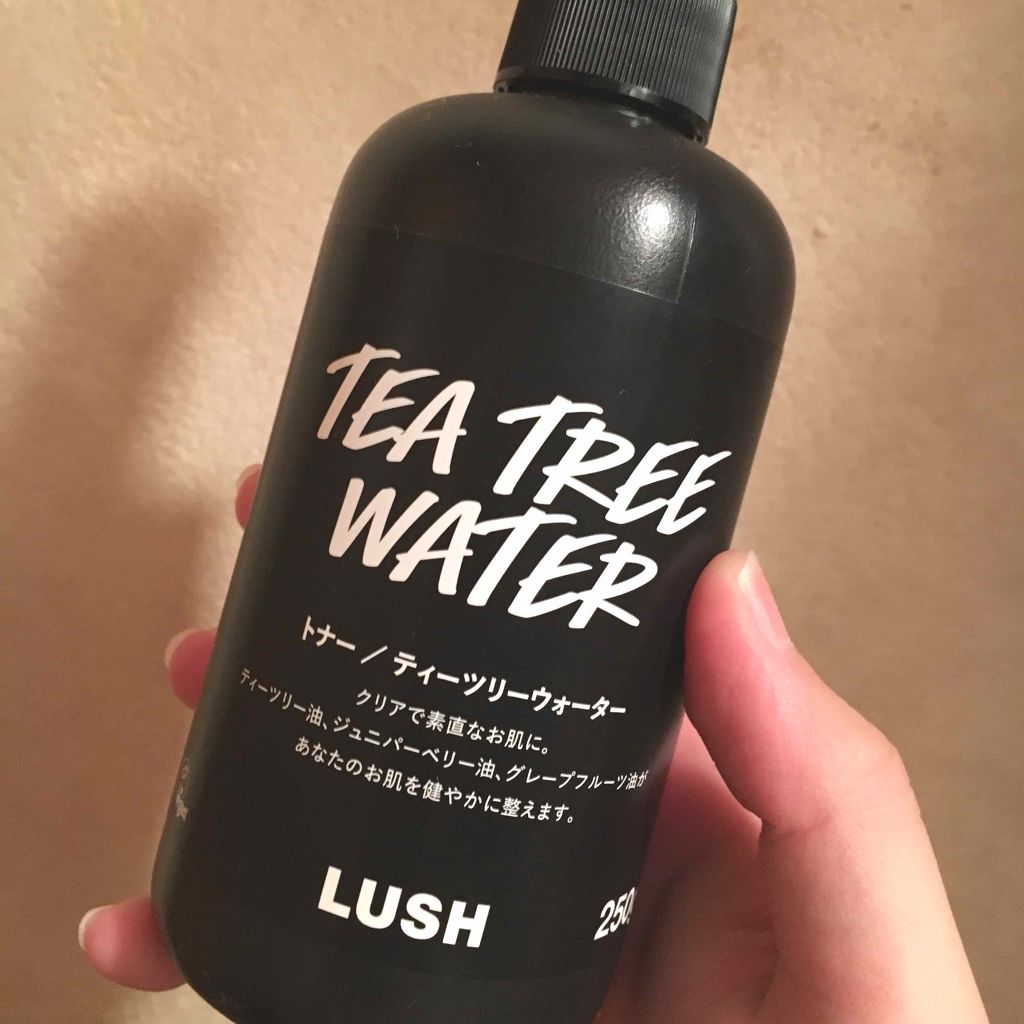 TEA TREE
WATER
トナー / ティーツリーウォーター
クリアで素直なお肌に。
ティーツリー油、ジュニパーベリー油、グレープフルーツ油が
あなたのお肌を健やかに整えます。
LUSH
250